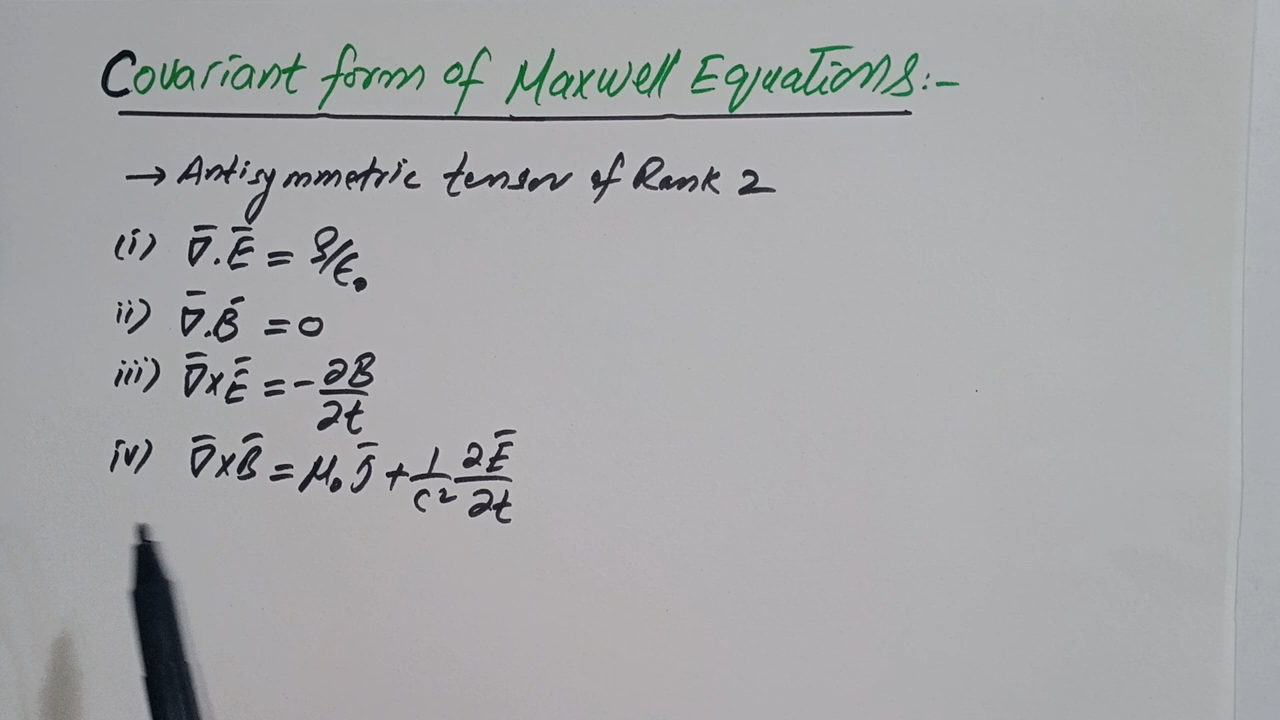 Covariant form of Maxwell Equations:-
→ Antisymmetric tensor of Rank 2
(i) ∇̄.Ē = ρ/ε₀
ii) ∇̄.B̄ = 0
iii) ∇̄×Ē = -∂B/∂t
iv) ∇̄×B̄ = μ₀J̄ + 1/c² ∂Ē/∂t